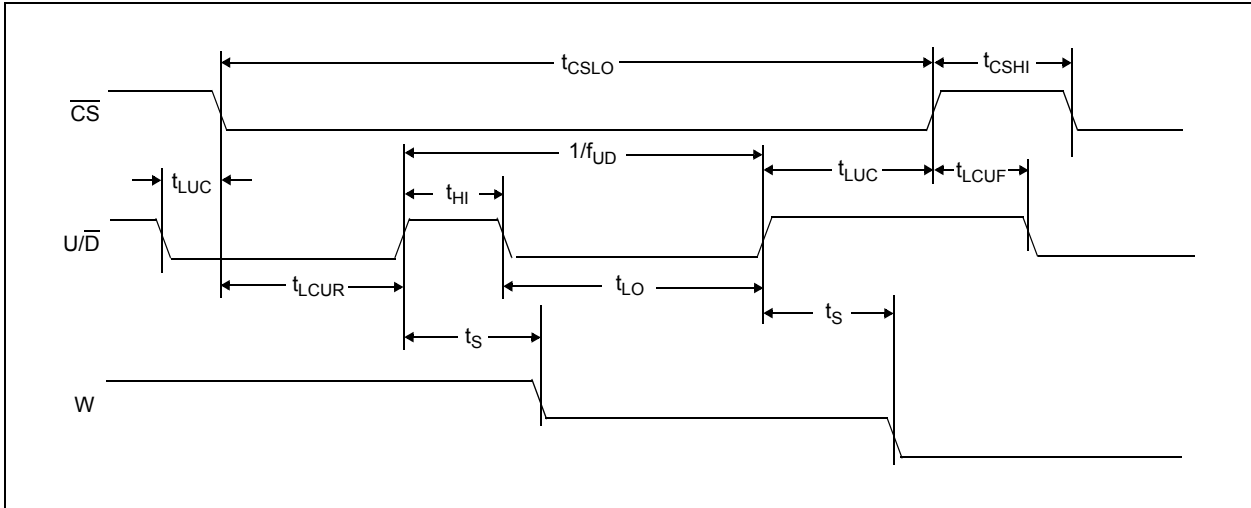 tCSLO
tCSHI
CS
1/fUD
tLUC
tLUC
tLCUF
tHI
U/D
tLCUR
tLO
tS
tS
W